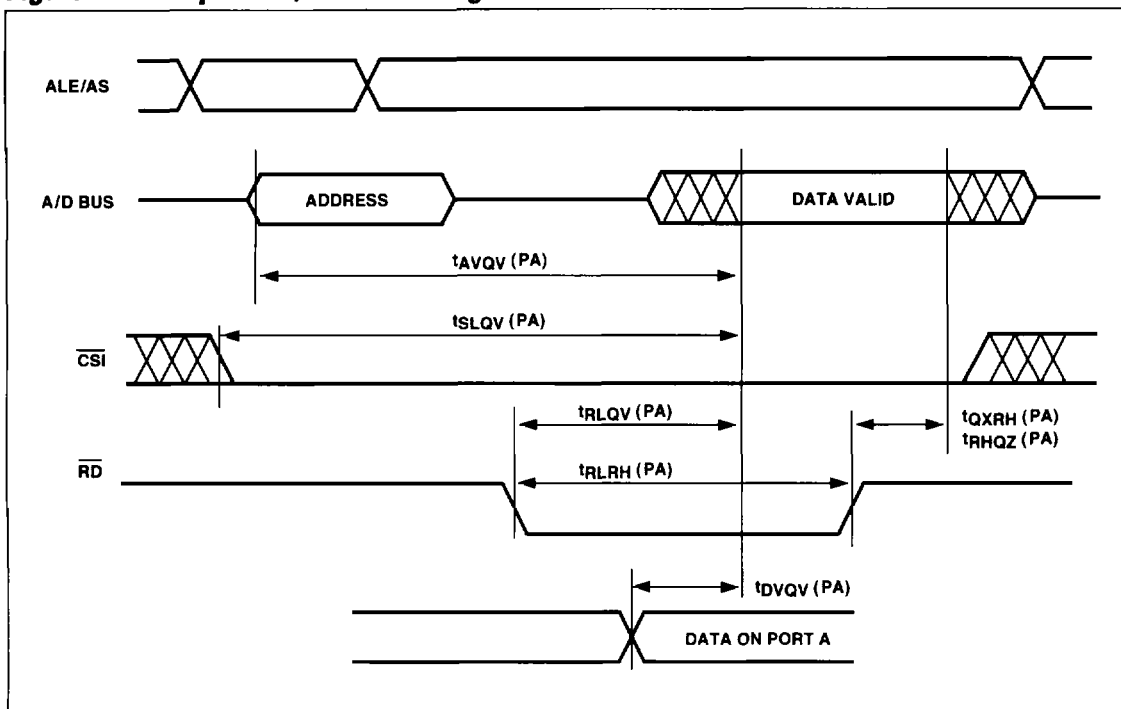 ALE/AS
A/D BUS
ADDRESS
DATA VALID
tAVQV (PA)
tSLQV (PA)
CSI
tRLQV (PA)
tQXRH (PA)
tRHQZ (PA)
RD
tRLRH (PA)
tDVQV (PA)
DATA ON PORT A